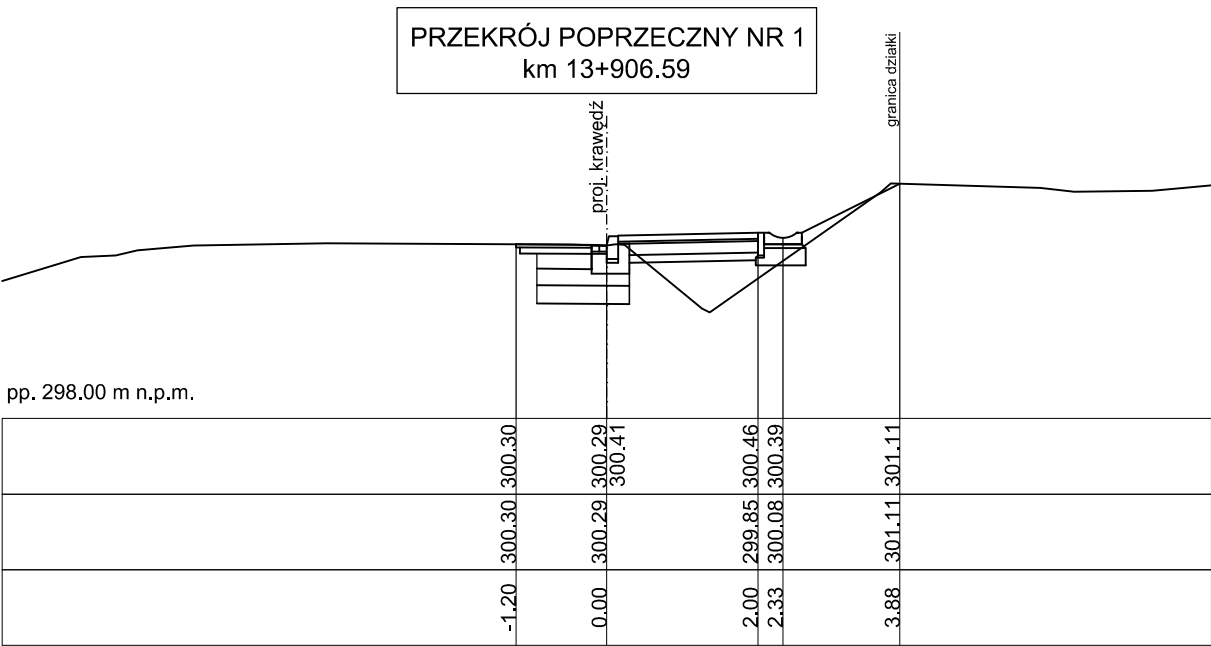 PRZEKRÓJ POPRZECZNY NR 1
km 13+906.59
proj. krawędź
granica działki
pp. 298.00 m n.p.m.
-1.20 300.30 300.30
0.00 300.29 300.29
300.41
2.00 299.85 300.46
2.33 300.08 300.39
3.88 301.11 301.11